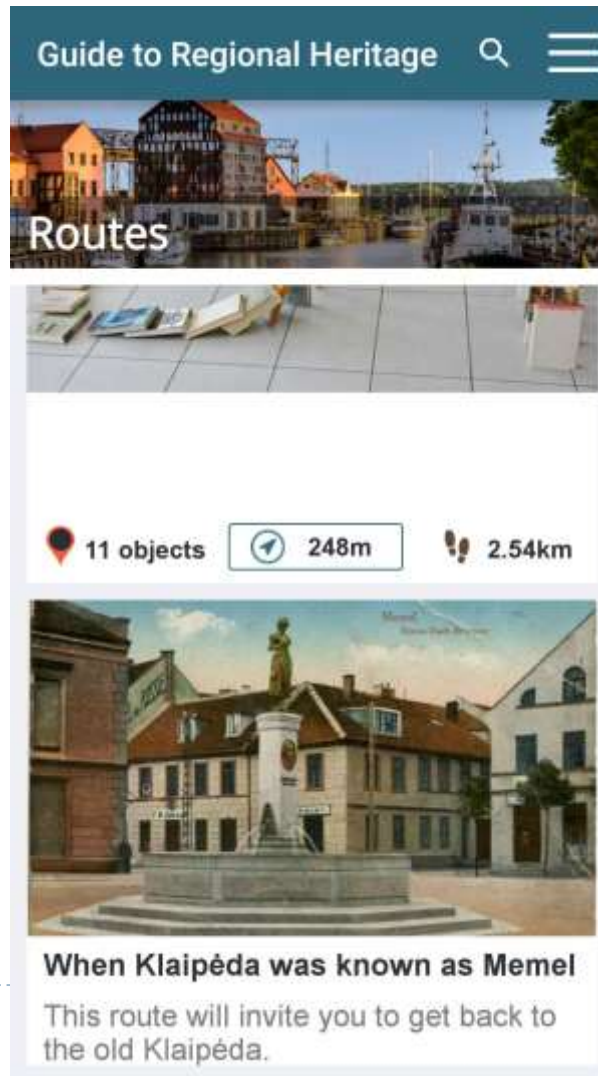 Guide to Regional Heritage
Routes
11 objects
248m
2.54km
Memel
When Klaipėda was known as Memel
This route will invite you to get back to
the old Klaipėda.